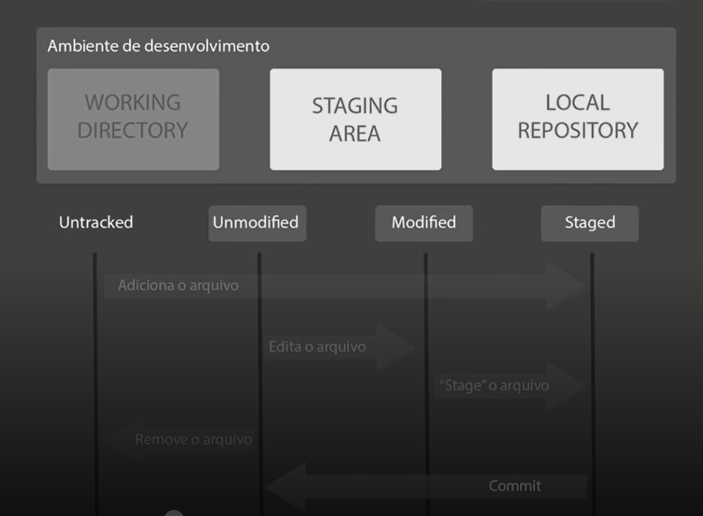 Ambiente de desenvolvimento
WORKING
DIRECTORY
STAGING
AREA
LOCAL
REPOSITORY
Untracked
Unmodified
Modified
Staged
Adiciona o arquivo
Edita o arquivo
"Stage" o arquivo
Remove o arquivo
Commit